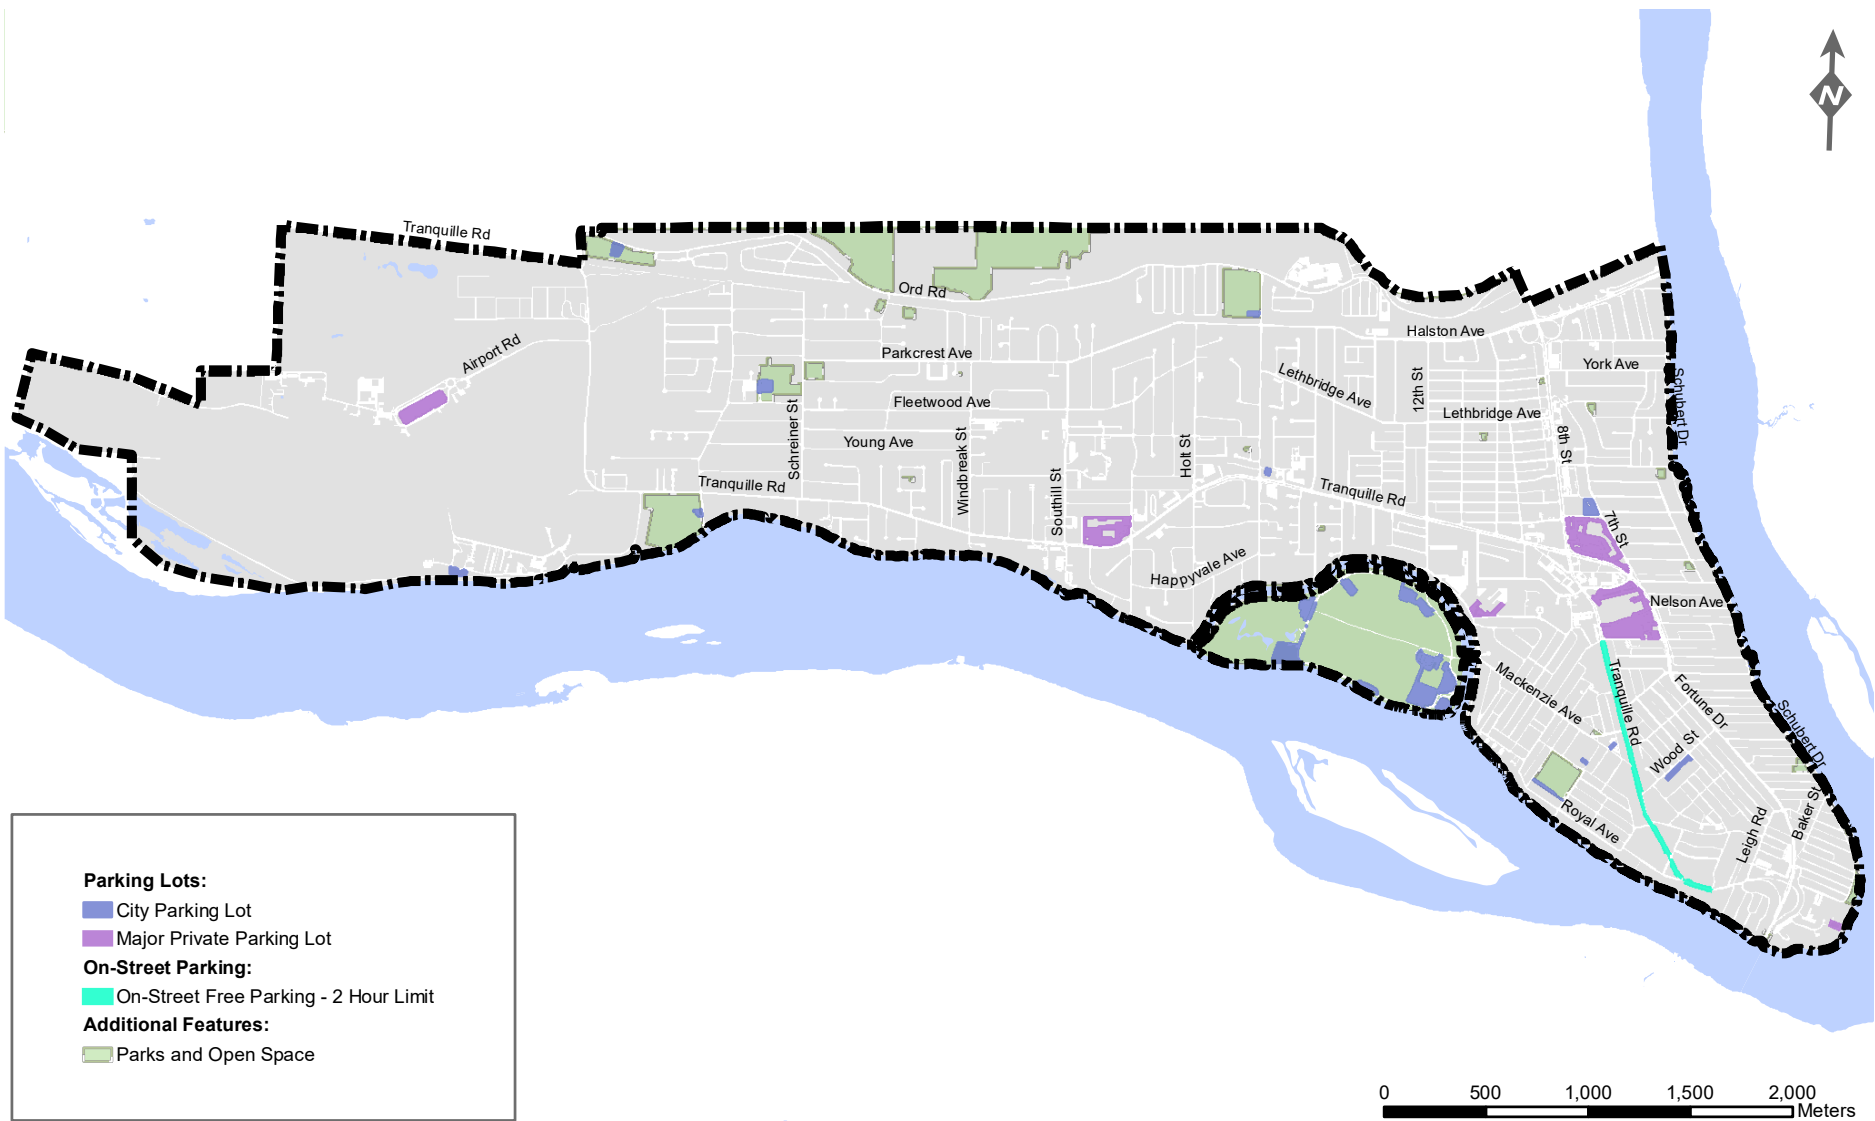 N
Tranquille Rd
Ord Rd
Airport Rd
Halston Ave
Parkcrest Ave
York Ave
Schubert Dr
Lethbridge Ave
12th St
Fleetwood Ave
Lethbridge Ave
Schreiner St
Young Ave
Windbreak St
Holt St
8th St
Southill St
Tranquille Rd
Tranquille Rd
7th St
Happyvale Ave
Nelson Ave
Mackenzie Ave
Tranquille Rd
Fortune Dr
Schubert Dr
Wood St
Royal Ave
Leigh Rd
Baker St
Parking Lots:
City Parking Lot
Major Private Parking Lot
On-Street Parking:
On-Street Free Parking - 2 Hour Limit
Additional Features:
Parks and Open Space
0 500 1,000 1,500 2,000
Meters